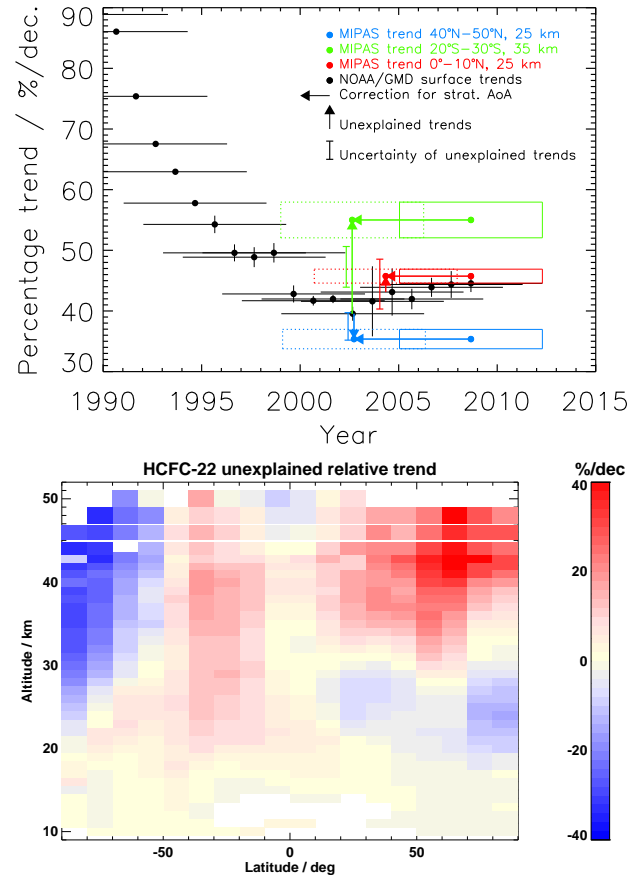 MIPAS trend 40°N−50°N, 25 km
MIPAS trend 20°S−30°S, 35 km
MIPAS trend 0°−10°N, 25 km
NOAA/GMD surface trends
Correction for strat. AoA
Unexplained trends
Uncertainty of unexplained trends
Percentage trend / %/dec.
90
80
70
60
50
40
30
1990 1995 2000 2005 2010 2015
Year
HCFC-22 unexplained relative trend
%/dec
Altitude / km
50
40
30
20
10
-50 0 50
Latitude / deg
40
20
0
-20
-40